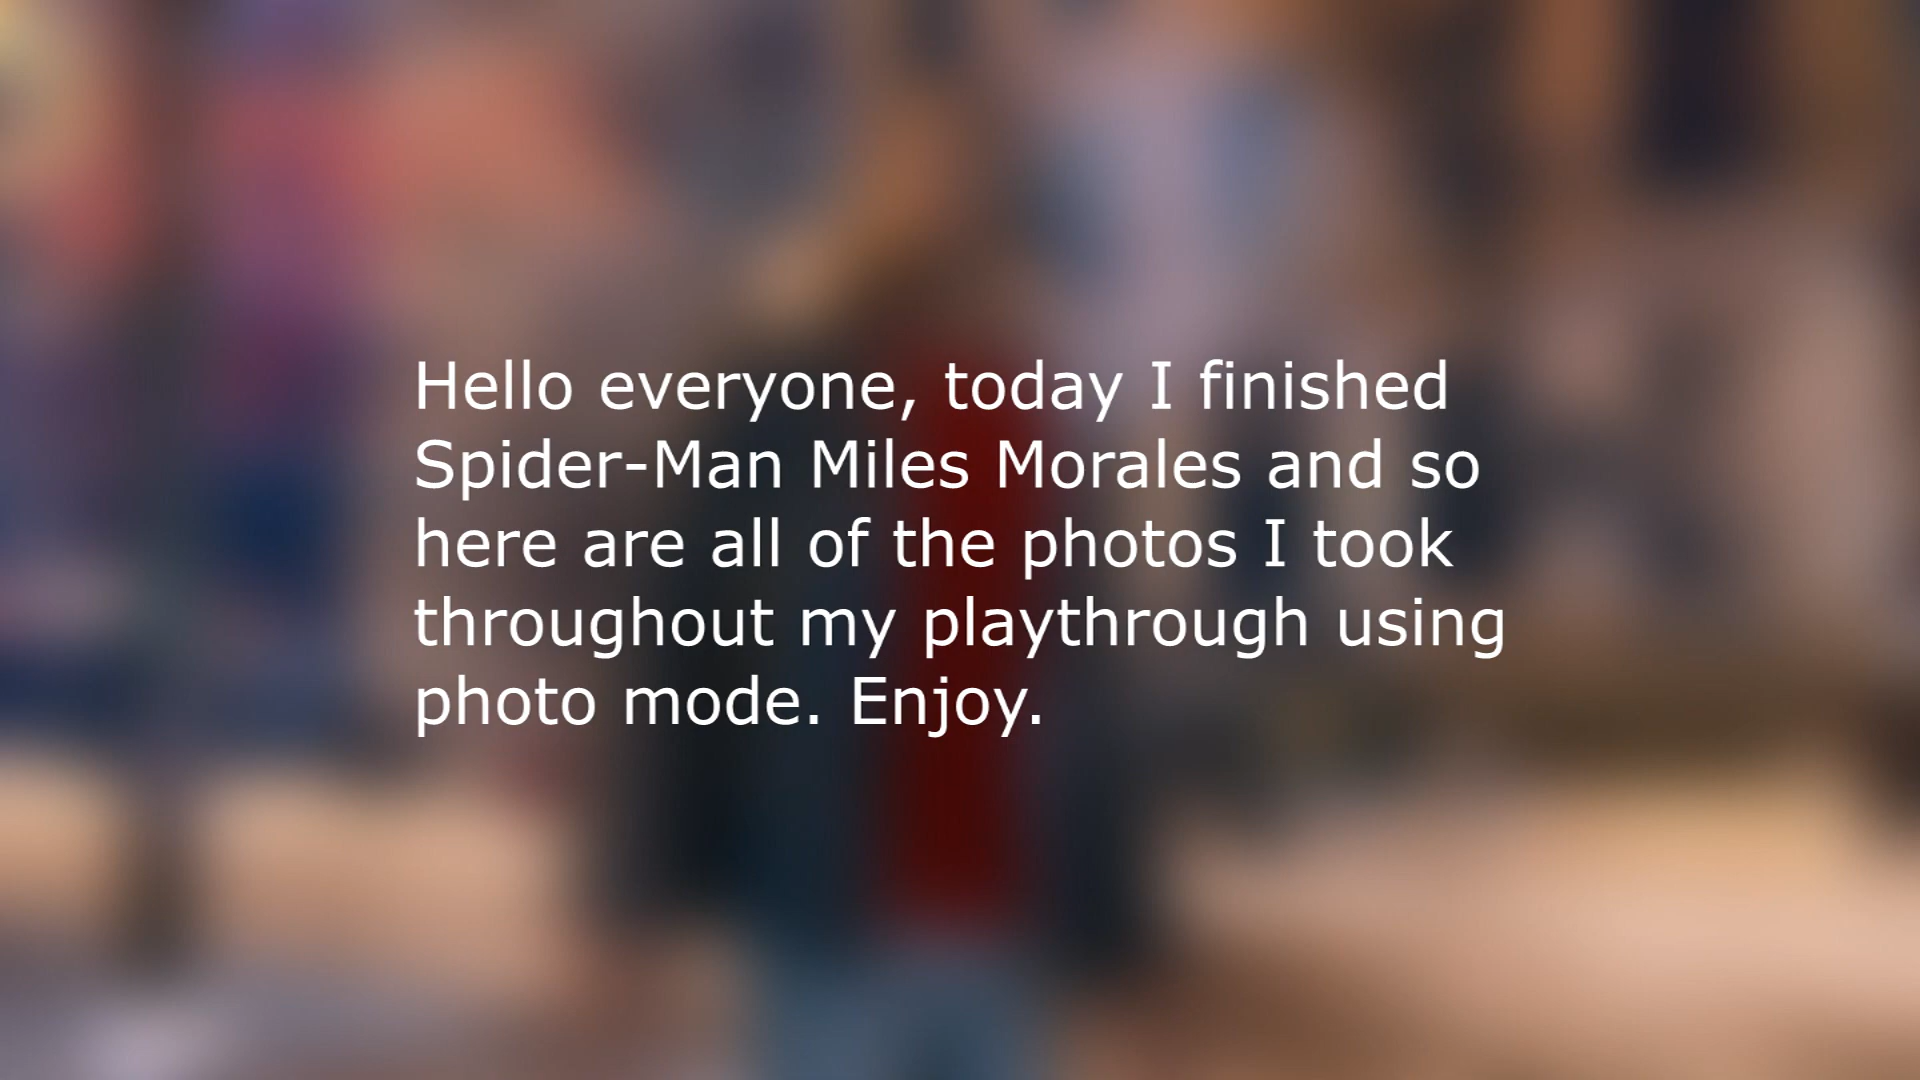 Hello everyone, today I finished
Spider-Man Miles Morales and so
here are all of the photos I took
throughout my playthrough using
photo mode. Enjoy.